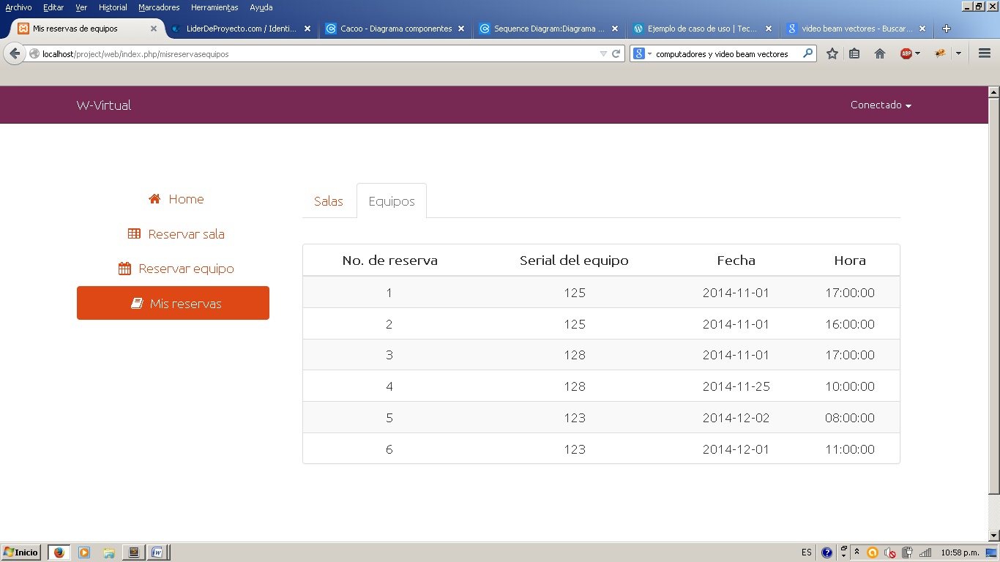 Archivo Editar Ver Historial Marcadores Herramientas Ayuda
Mis reservas de equipos LiderDeProyecto.com / Identi... Cacoo - Diagrama componentes Sequence Diagram:Diagrama ... Ejemplo de caso de uso | Tec... video beam vectores - Buscar...
localhost/project/web/index.php/misreservasequipos computadores y video beam vectores ABP
W-Virtual Conectado
Home
Reservar sala
Reservar equipo
Mis reservas
Salas Equipos
No. de reserva Serial del equipo Fecha Hora
1 125 2014-11-01 17:00:00
2 125 2014-11-01 16:00:00
3 128 2014-11-01 17:00:00
4 128 2014-11-25 10:00:00
5 123 2014-12-02 08:00:00
6 123 2014-12-01 11:00:00
Inicio ES 10:58 p.m.